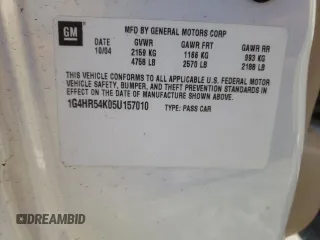 GM
MFD BY GENERAL MOTORS CORP
DATE GVWR GAWR FRT GAWR RR
10/04 2159 KG 1166 KG 993 KG
4758 LB 2570 LB 2188 LB
THIS VEHICLE CONFORMS TO ALL APPLICABLE U.S. FEDERAL MOTOR
VEHICLE SAFETY, BUMPER, AND THEFT PREVENTION STANDARDS IN
EFFECT ON THE DATE OF MANUFACTURE SHOWN ABOVE.
1G4HR54K05U157010 TYPE: PASS CAR
DREAMBID